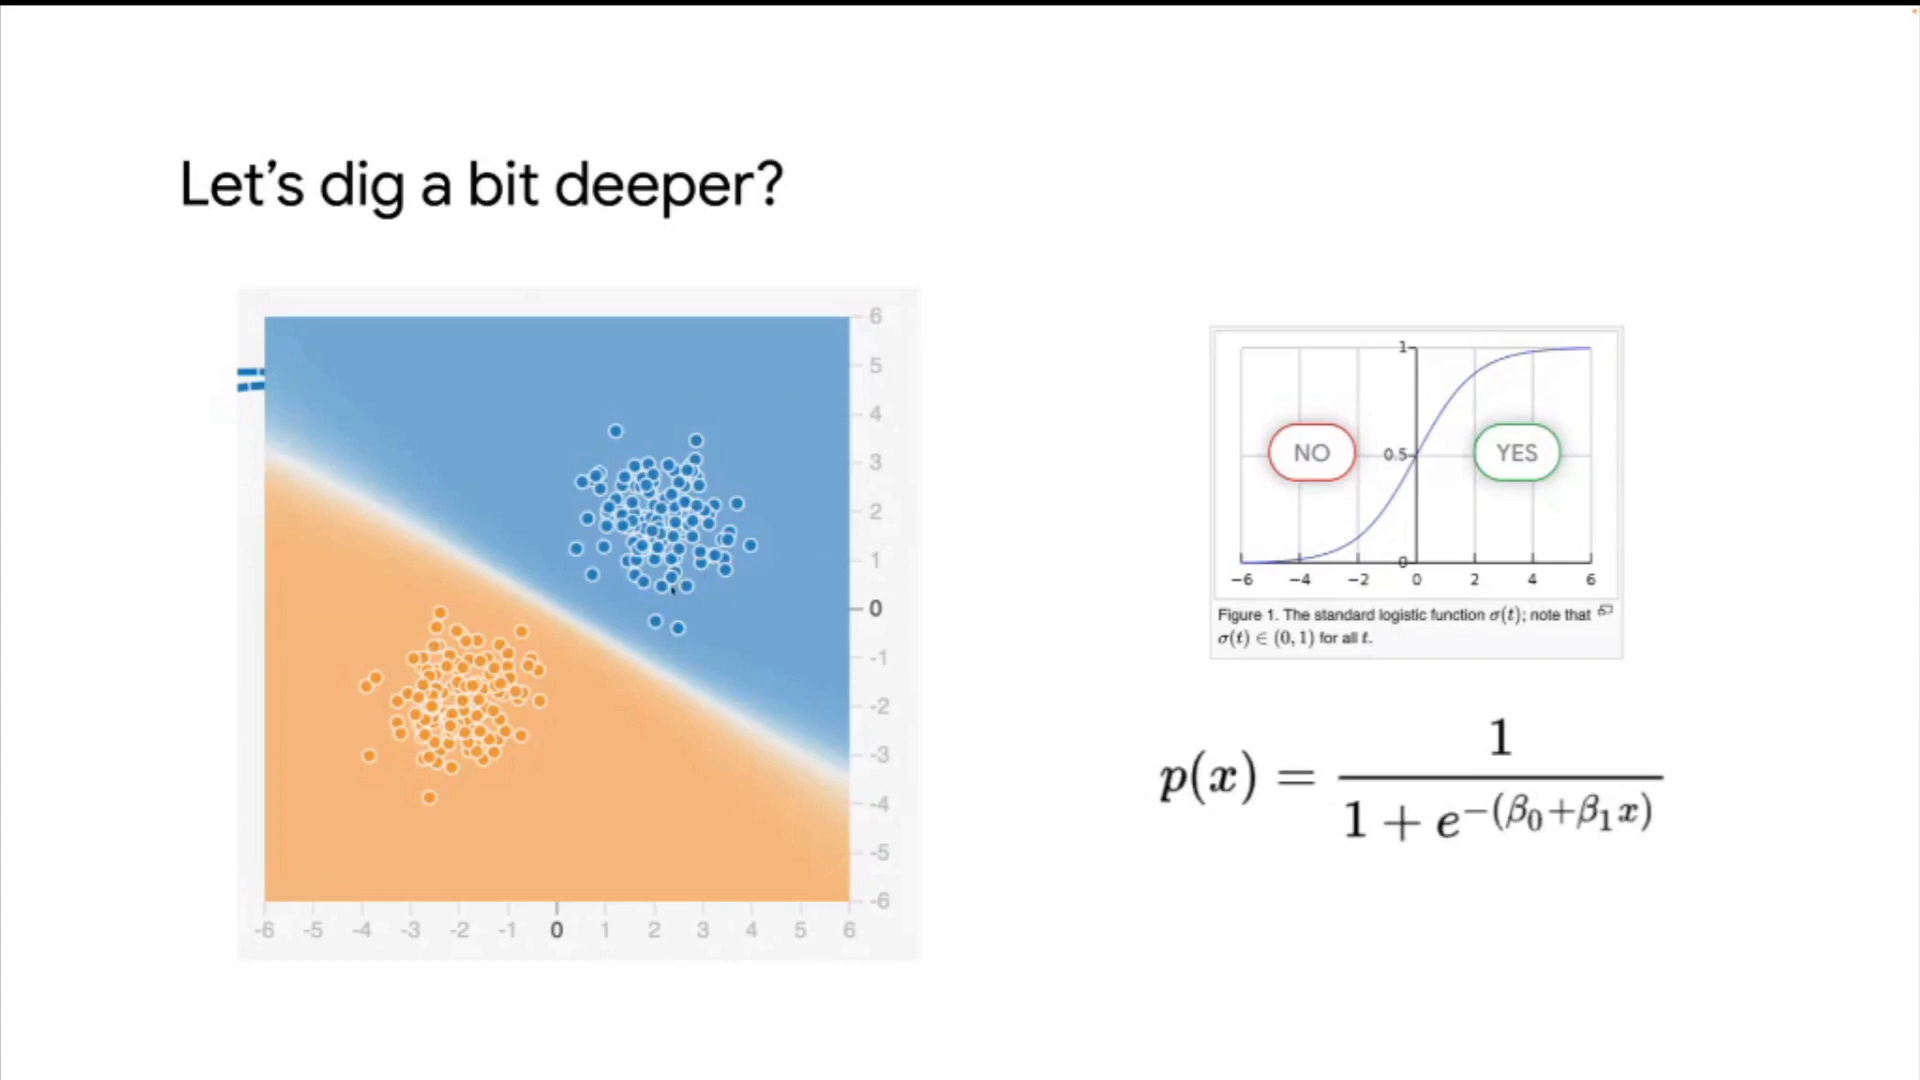 Let's dig a bit deeper?
6
5
4
3
2
1
0
-1
-2
-3
-4
-5
-6
-6 -5 -4 -3 -2 -1 0 1 2 3 4 5 6
1
0.5
0
NO
YES
−6 −4 −2 0 2 4 6
Figure 1. The standard logistic function σ(t); note that
σ(t) ∈ (0, 1) for all t.
p(x) = 1 / (1 + e^−(β₀+β₁x))